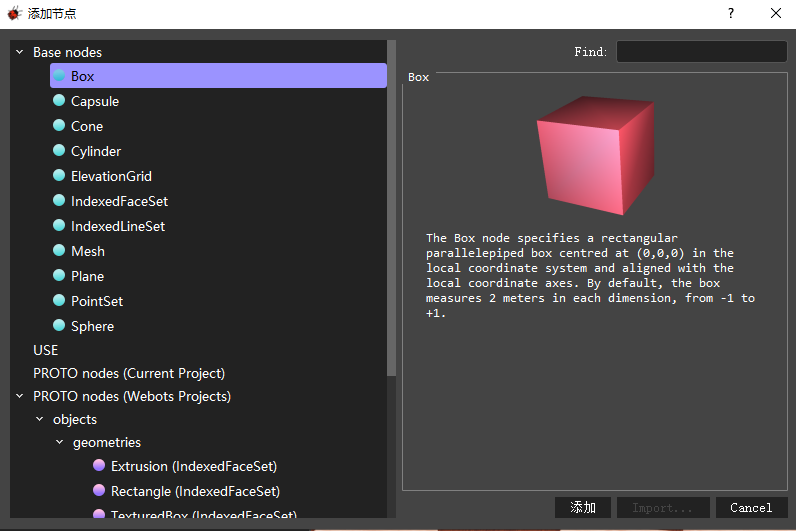 添加节点
?
Base nodes
Box
Capsule
Cone
Cylinder
ElevationGrid
IndexedFaceSet
IndexedLineSet
Mesh
Plane
PointSet
Sphere
USE
PROTO nodes (Current Project)
PROTO nodes (Webots Projects)
objects
geometries
Extrusion (IndexedFaceSet)
Rectangle (IndexedFaceSet)
TexturedBox (IndexedFaceSet)
Find:
Box
The Box node specifies a rectangular
parallelepiped box centred at (0,0,0) in the
local coordinate system and aligned with the
local coordinate axes. By default, the box
measures 2 meters in each dimension, from -1 to
+1.
添加
Import...
Cancel